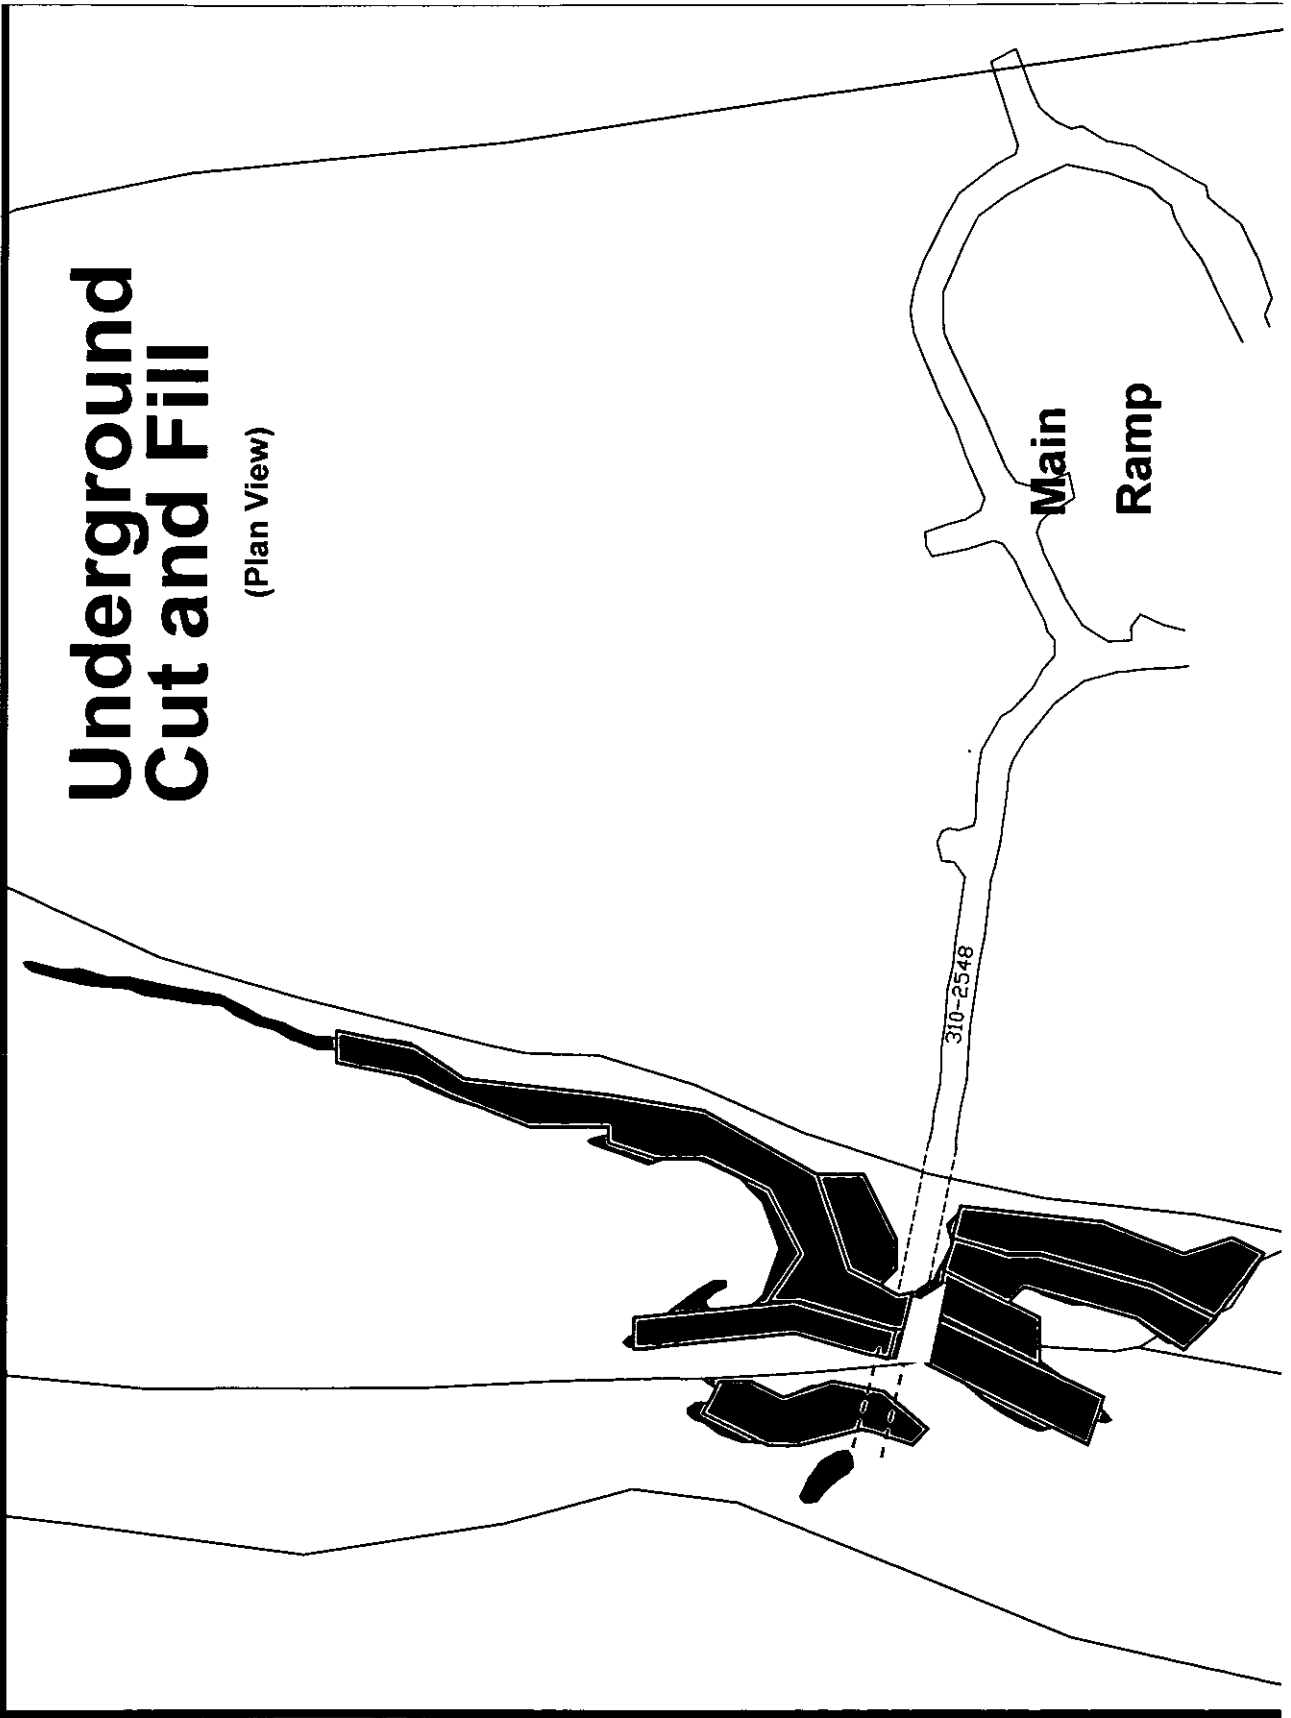 Underground
Cut and Fill
(Plan View)
Main
Ramp
310-2548